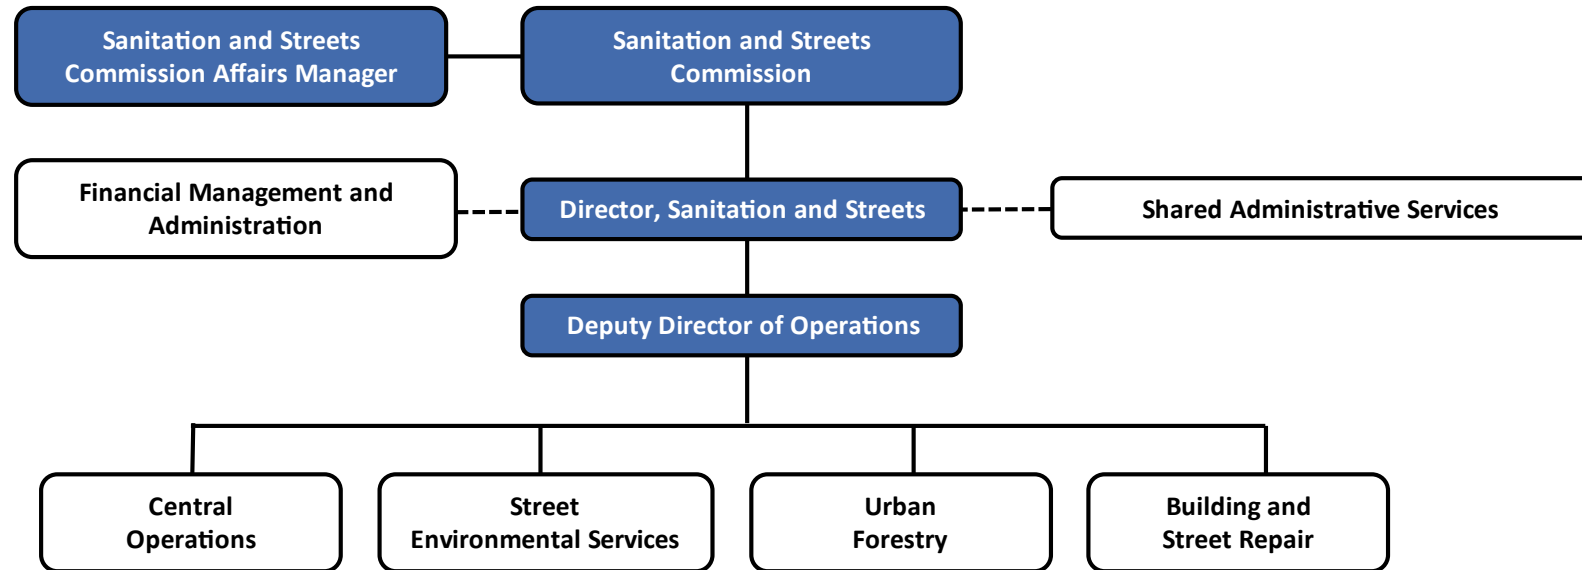 Sanitation and Streets
Commission Affairs Manager
Sanitation and Streets
Commission
Financial Management and
Administration
Director, Sanitation and Streets
Shared Administrative Services
Deputy Director of Operations
Central
Operations
Street
Environmental Services
Urban
Forestry
Building and
Street Repair